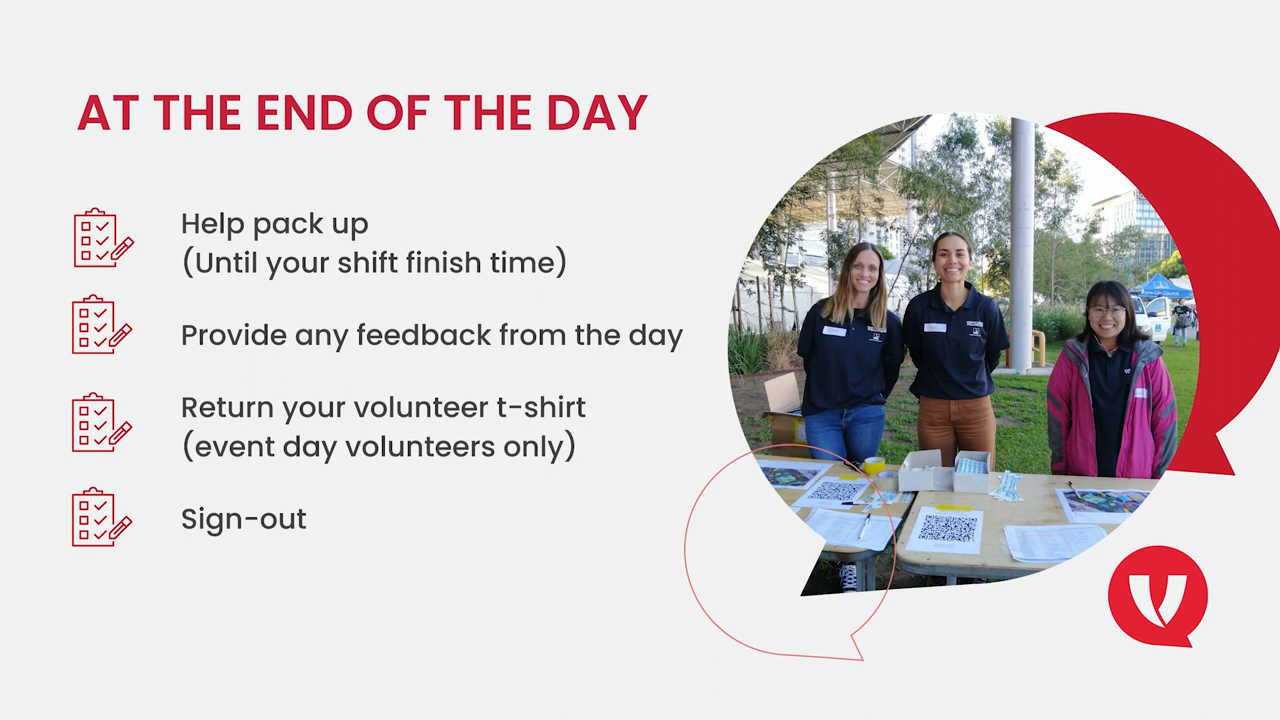 AT THE END OF THE DAY
Help pack up
(Until your shift finish time)
Provide any feedback from the day
Return your volunteer t-shirt
(event day volunteers only)
Sign-out